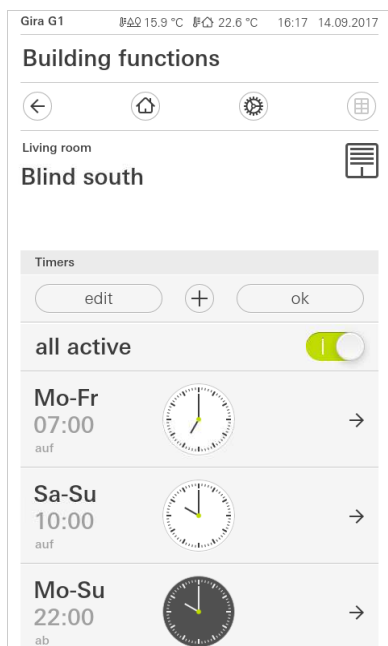 Gira G1 15.9 °C 22.6 °C 16:17 14.09.2017
Building functions
Living room
Blind south
Timers
edit ok
all active
Mo-Fr
07:00
auf
Sa-Su
10:00
auf
Mo-Su
22:00
ab